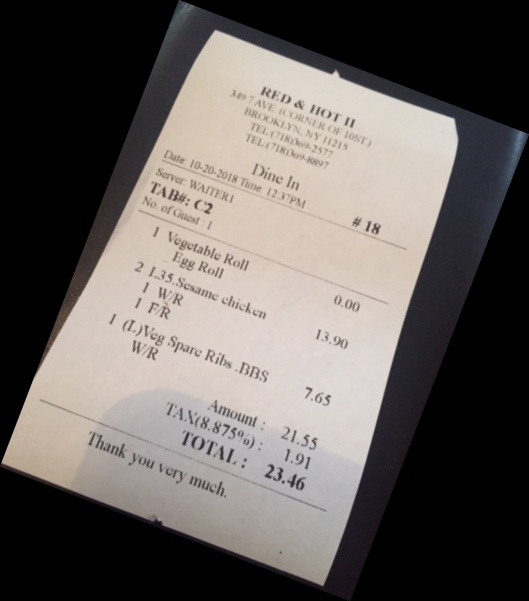 RED & HOT II
349 7 AVE. (CORNER OF 10ST.)
BROOKLYN, NY 11215
TEL:(718)369-2577
TEL:(718)369-8897
Dine In
Date: 10-20-2018 Time: 12:37PM # 18
Server: WAITER1
TAB#: C2
No. of Guest : 1
1 Vegetable Roll 0.00
Egg Roll
2 L35.Sesame chicken 13.90
1 W/R
1 F/R
1 (L)Veg Spare Ribs .BBS 7.65
W/R
Amount : 21.55
TAX(8.875%) : 1.91
TOTAL : 23.46
Thank you very much.